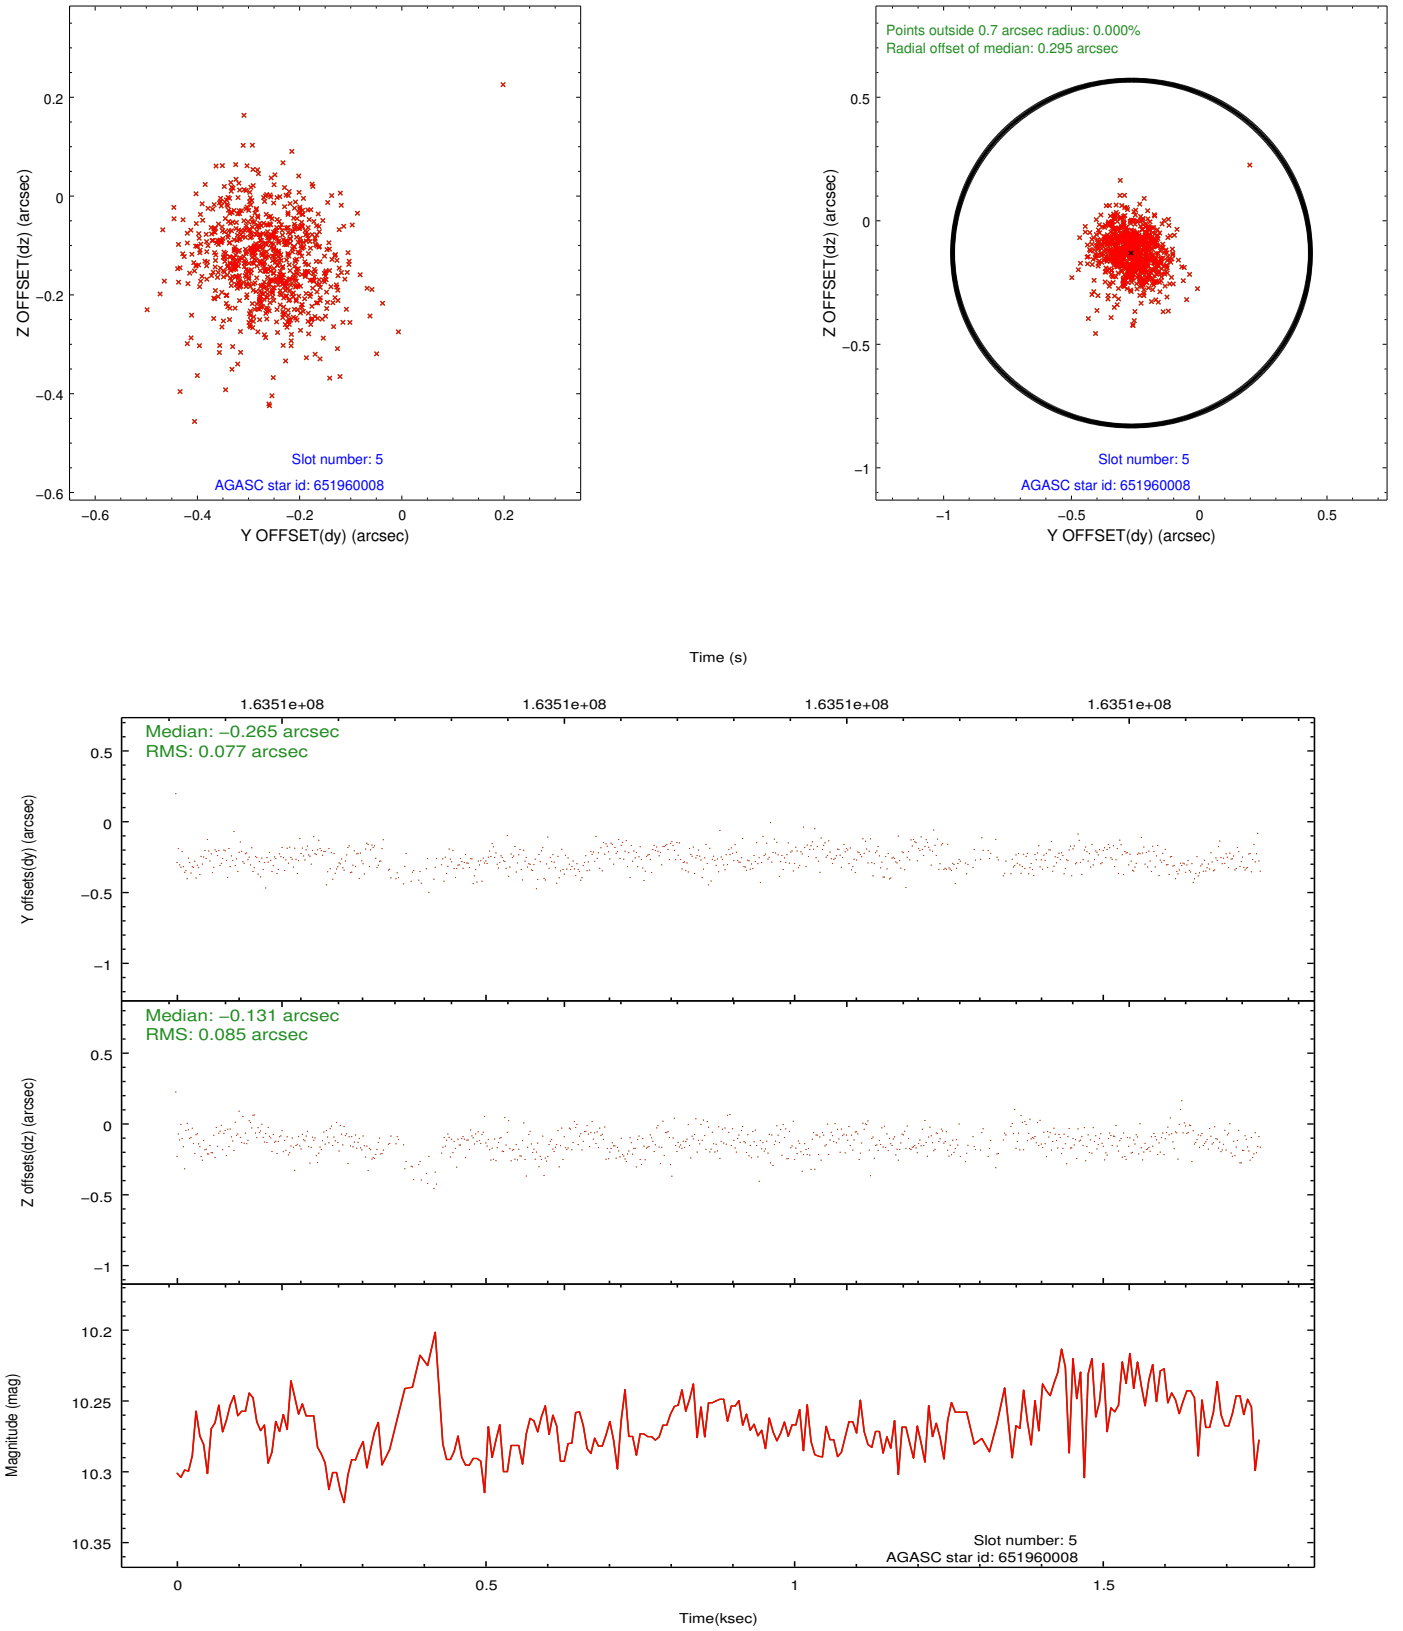 0.2
0
−0.2
−0.4
−0.6
Z OFFSET(dz) (arcsec)
Slot number: 5
AGASC star id: 651960008
−0.6
−0.4
−0.2
0
0.2
Y OFFSET(dy) (arcsec)
Points outside 0.7 arcsec radius: 0.000%
Radial offset of median: 0.295 arcsec
0.5
0
−0.5
−1
Z OFFSET(dz) (arcsec)
Slot number: 5
AGASC star id: 651960008
−1
−0.5
0
0.5
Y OFFSET(dy) (arcsec)
Time (s)
1.6351e+08
1.6351e+08
1.6351e+08
1.6351e+08
Median: −0.265 arcsec
RMS: 0.077 arcsec
0.5
0
−0.5
−1
Y offsets(dy) (arcsec)
Median: −0.131 arcsec
RMS: 0.085 arcsec
0.5
0
−0.5
−1
Z offsets(dz) (arcsec)
10.2
10.25
10.3
10.35
Magnitude (mag)
Slot number: 5
AGASC star id: 651960008
0
0.5
1
1.5
Time(ksec)